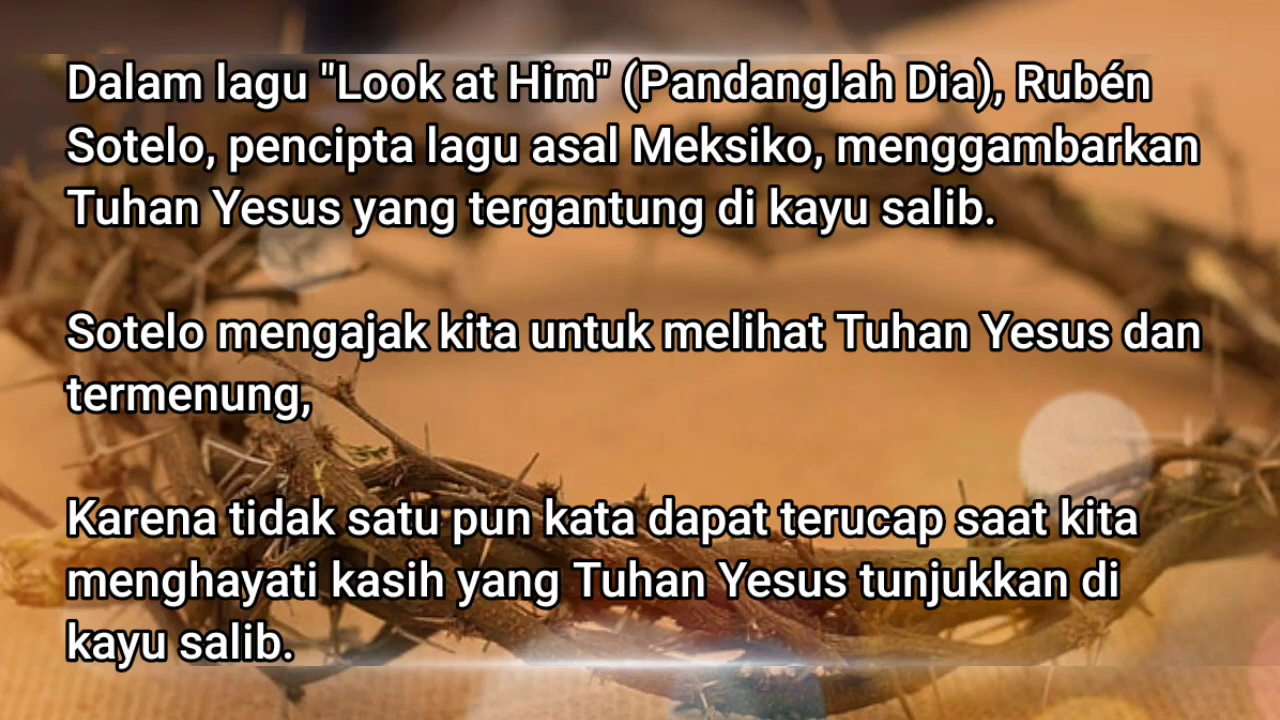 Dalam lagu "Look at Him" (Pandanglah Dia), Rubén
Sotelo, pencipta lagu asal Meksiko, menggambarkan
Tuhan Yesus yang tergantung di kayu salib.
Sotelo mengajak kita untuk melihat Tuhan Yesus dan
termenung,
Karena tidak satu pun kata dapat terucap saat kita
menghayati kasih yang Tuhan Yesus tunjukkan di
kayu salib.